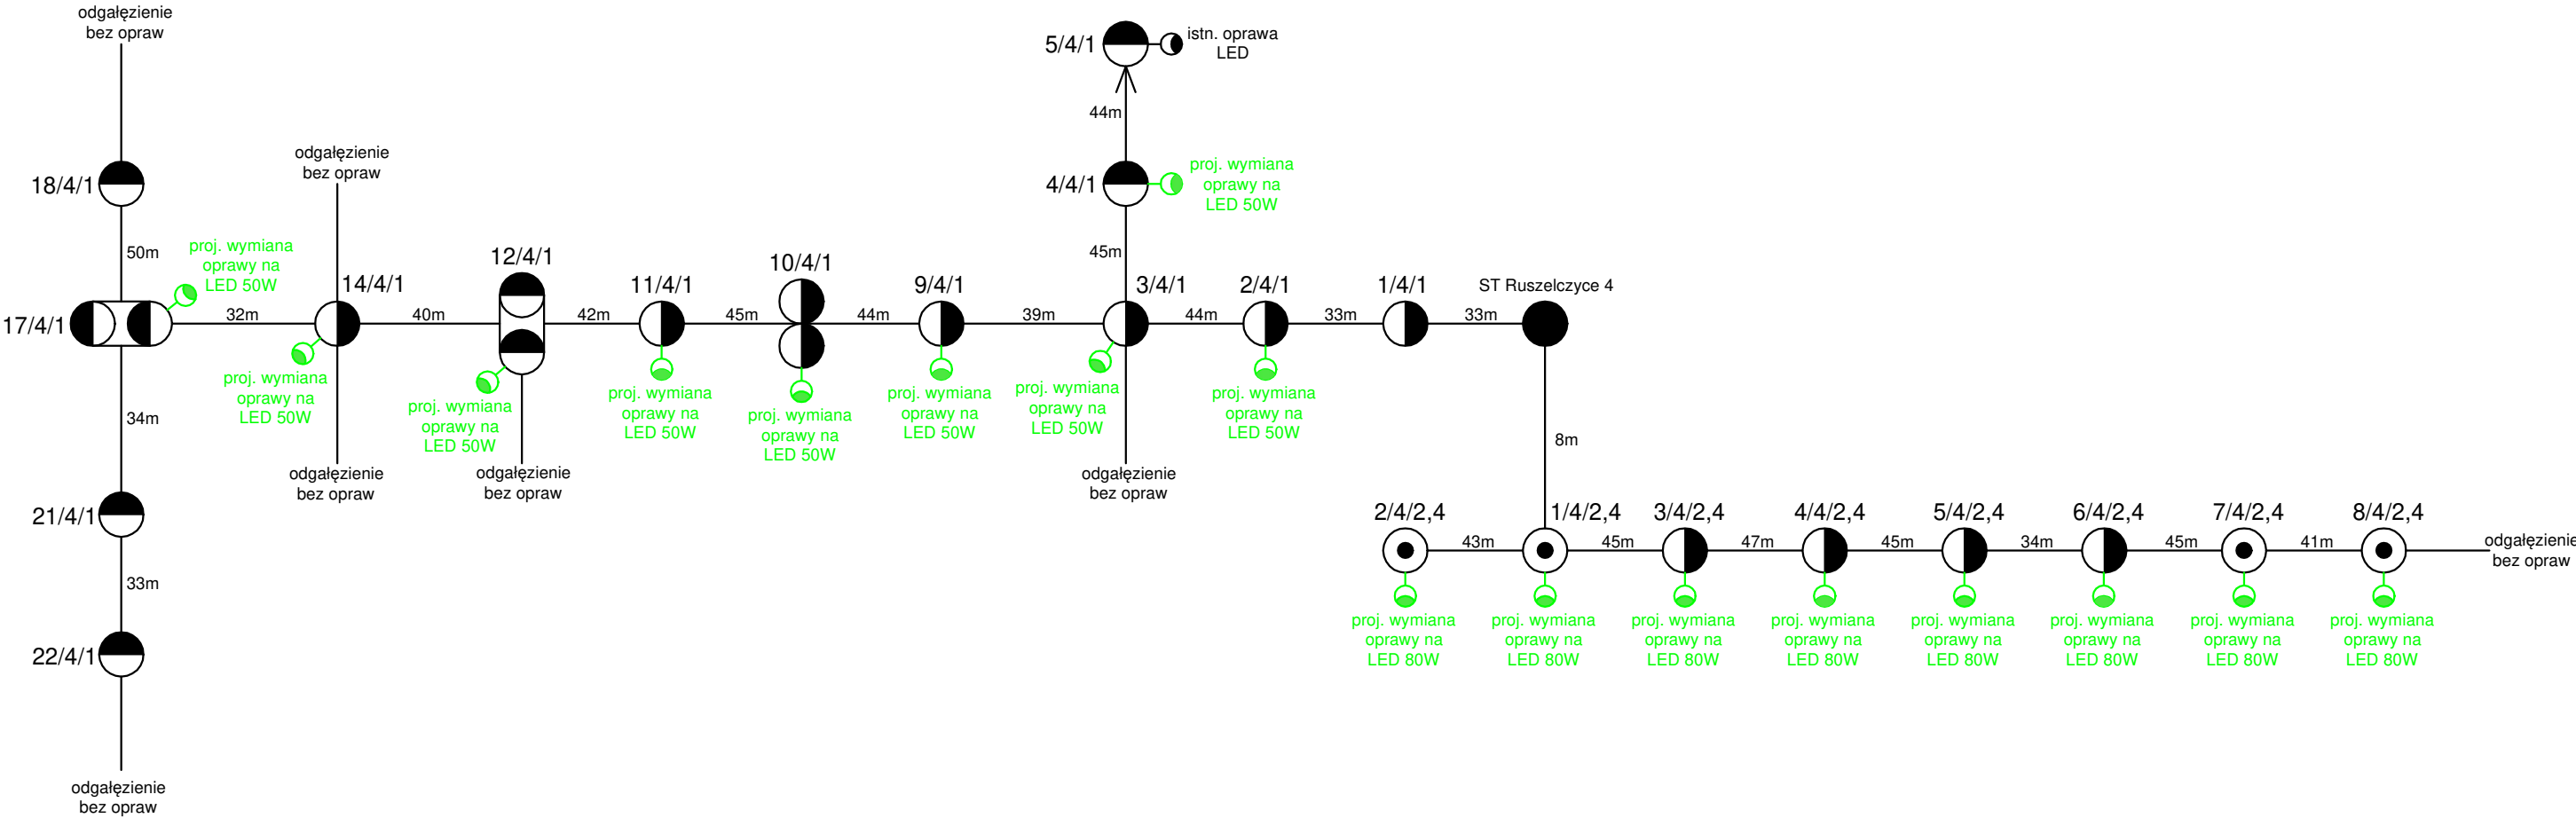 odgałęzienie
bez opraw
5/4/1
istn. oprawa
LED
44m
odgałęzienie
bez opraw
18/4/1
4/4/1
proj. wymiana
oprawy na
LED 50W
50m
proj. wymiana
oprawy na
LED 50W
45m
17/4/1
32m
14/4/1
40m
12/4/1
42m
11/4/1
45m
10/4/1
44m
9/4/1
39m
3/4/1
44m
2/4/1
33m
1/4/1
33m
ST Ruszelczyce 4
proj. wymiana
oprawy na
LED 50W
proj. wymiana
oprawy na
LED 50W
proj. wymiana
oprawy na
LED 50W
proj. wymiana
oprawy na
LED 50W
proj. wymiana
oprawy na
LED 50W
proj. wymiana
oprawy na
LED 50W
proj. wymiana
oprawy na
LED 50W
34m
8m
odgałęzienie
bez opraw
odgałęzienie
bez opraw
odgałęzienie
bez opraw
21/4/1
33m
22/4/1
odgałęzienie
bez opraw
2/4/2,4
43m
1/4/2,4
45m
3/4/2,4
47m
4/4/2,4
45m
5/4/2,4
34m
6/4/2,4
45m
7/4/2,4
41m
8/4/2,4
odgałęzienie
bez opraw
proj. wymiana
oprawy na
LED 80W
proj. wymiana
oprawy na
LED 80W
proj. wymiana
oprawy na
LED 80W
proj. wymiana
oprawy na
LED 80W
proj. wymiana
oprawy na
LED 80W
proj. wymiana
oprawy na
LED 80W
proj. wymiana
oprawy na
LED 80W
proj. wymiana
oprawy na
LED 80W